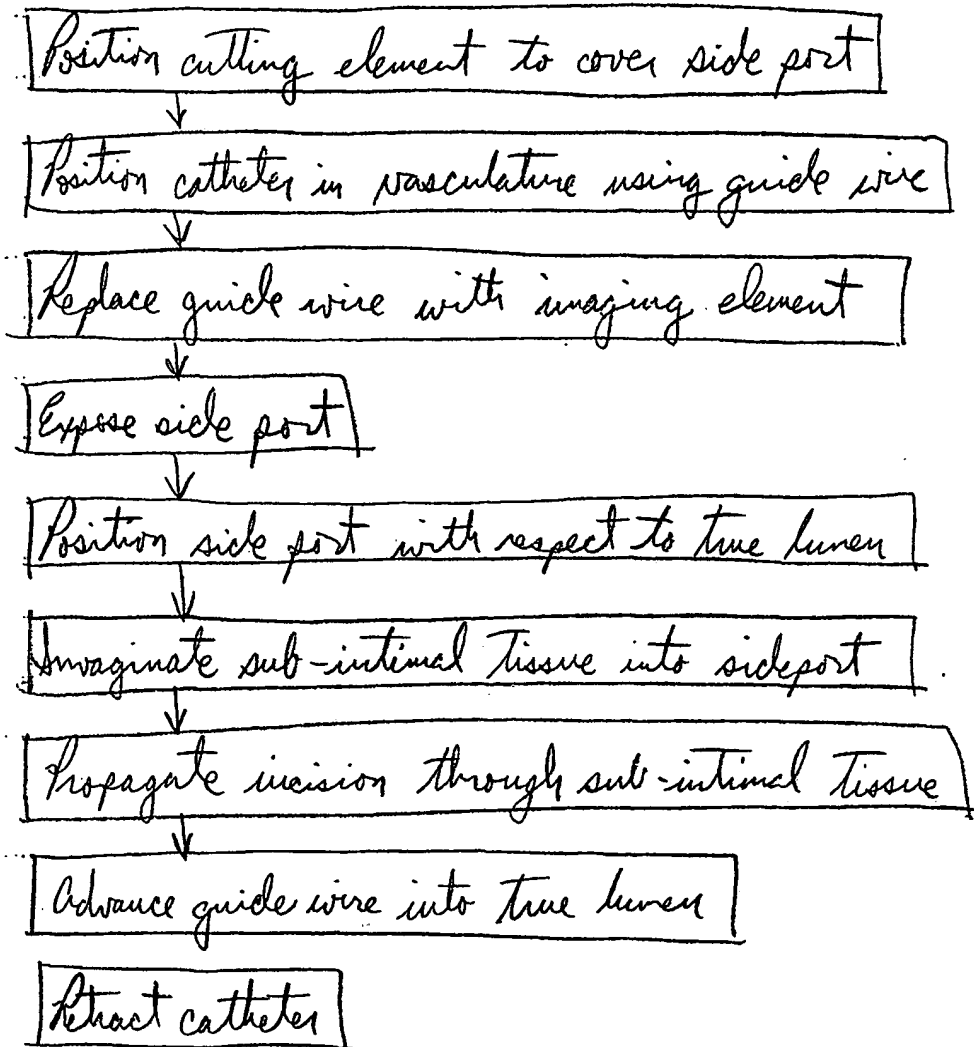 Position cutting element to cover side port
Position catheter in vasculature using guide wire
Replace guide wire with imaging element
Expose side port
Position side port with respect to true lumen
Invaginate sub-intimal tissue into sideport
Propagate incision through sub-intimal tissue
Advance guide wire into true lumen
Retract catheter